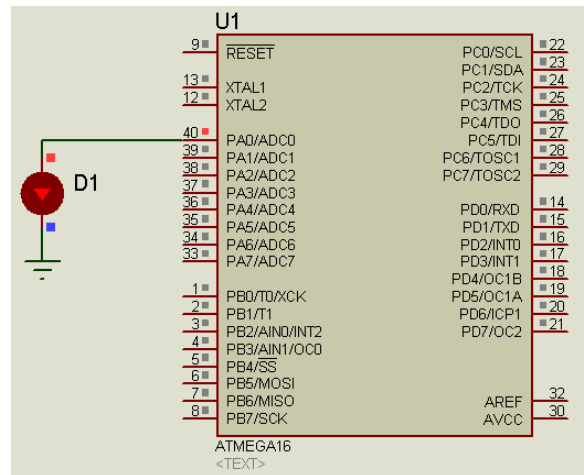 U1
9 RESET
13 XTAL1
12 XTAL2
40 PA0/ADC0
39 PA1/ADC1
38 PA2/ADC2
37 PA3/ADC3
36 PA4/ADC4
35 PA5/ADC5
34 PA6/ADC6
33 PA7/ADC7
1 PB0/T0/XCK
2 PB1/T1
3 PB2/AIN0/INT2
4 PB3/AIN1/OC0
5 PB4/SS
6 PB5/MOSI
7 PB6/MISO
8 PB7/SCK
PC0/SCL 22
PC1/SDA 23
PC2/TCK 24
PC3/TMS 25
PC4/TDO 26
PC5/TDI 27
PC6/TOSC1 28
PC7/TOSC2 29
PD0/RXD 14
PD1/TXD 15
PD2/INT0 16
PD3/INT1 17
PD4/OC1B 18
PD5/OC1A 19
PD6/ICP1 20
PD7/OC2 21
AREF 32
AVCC 30
D1
ATMEGA16
<TEXT>